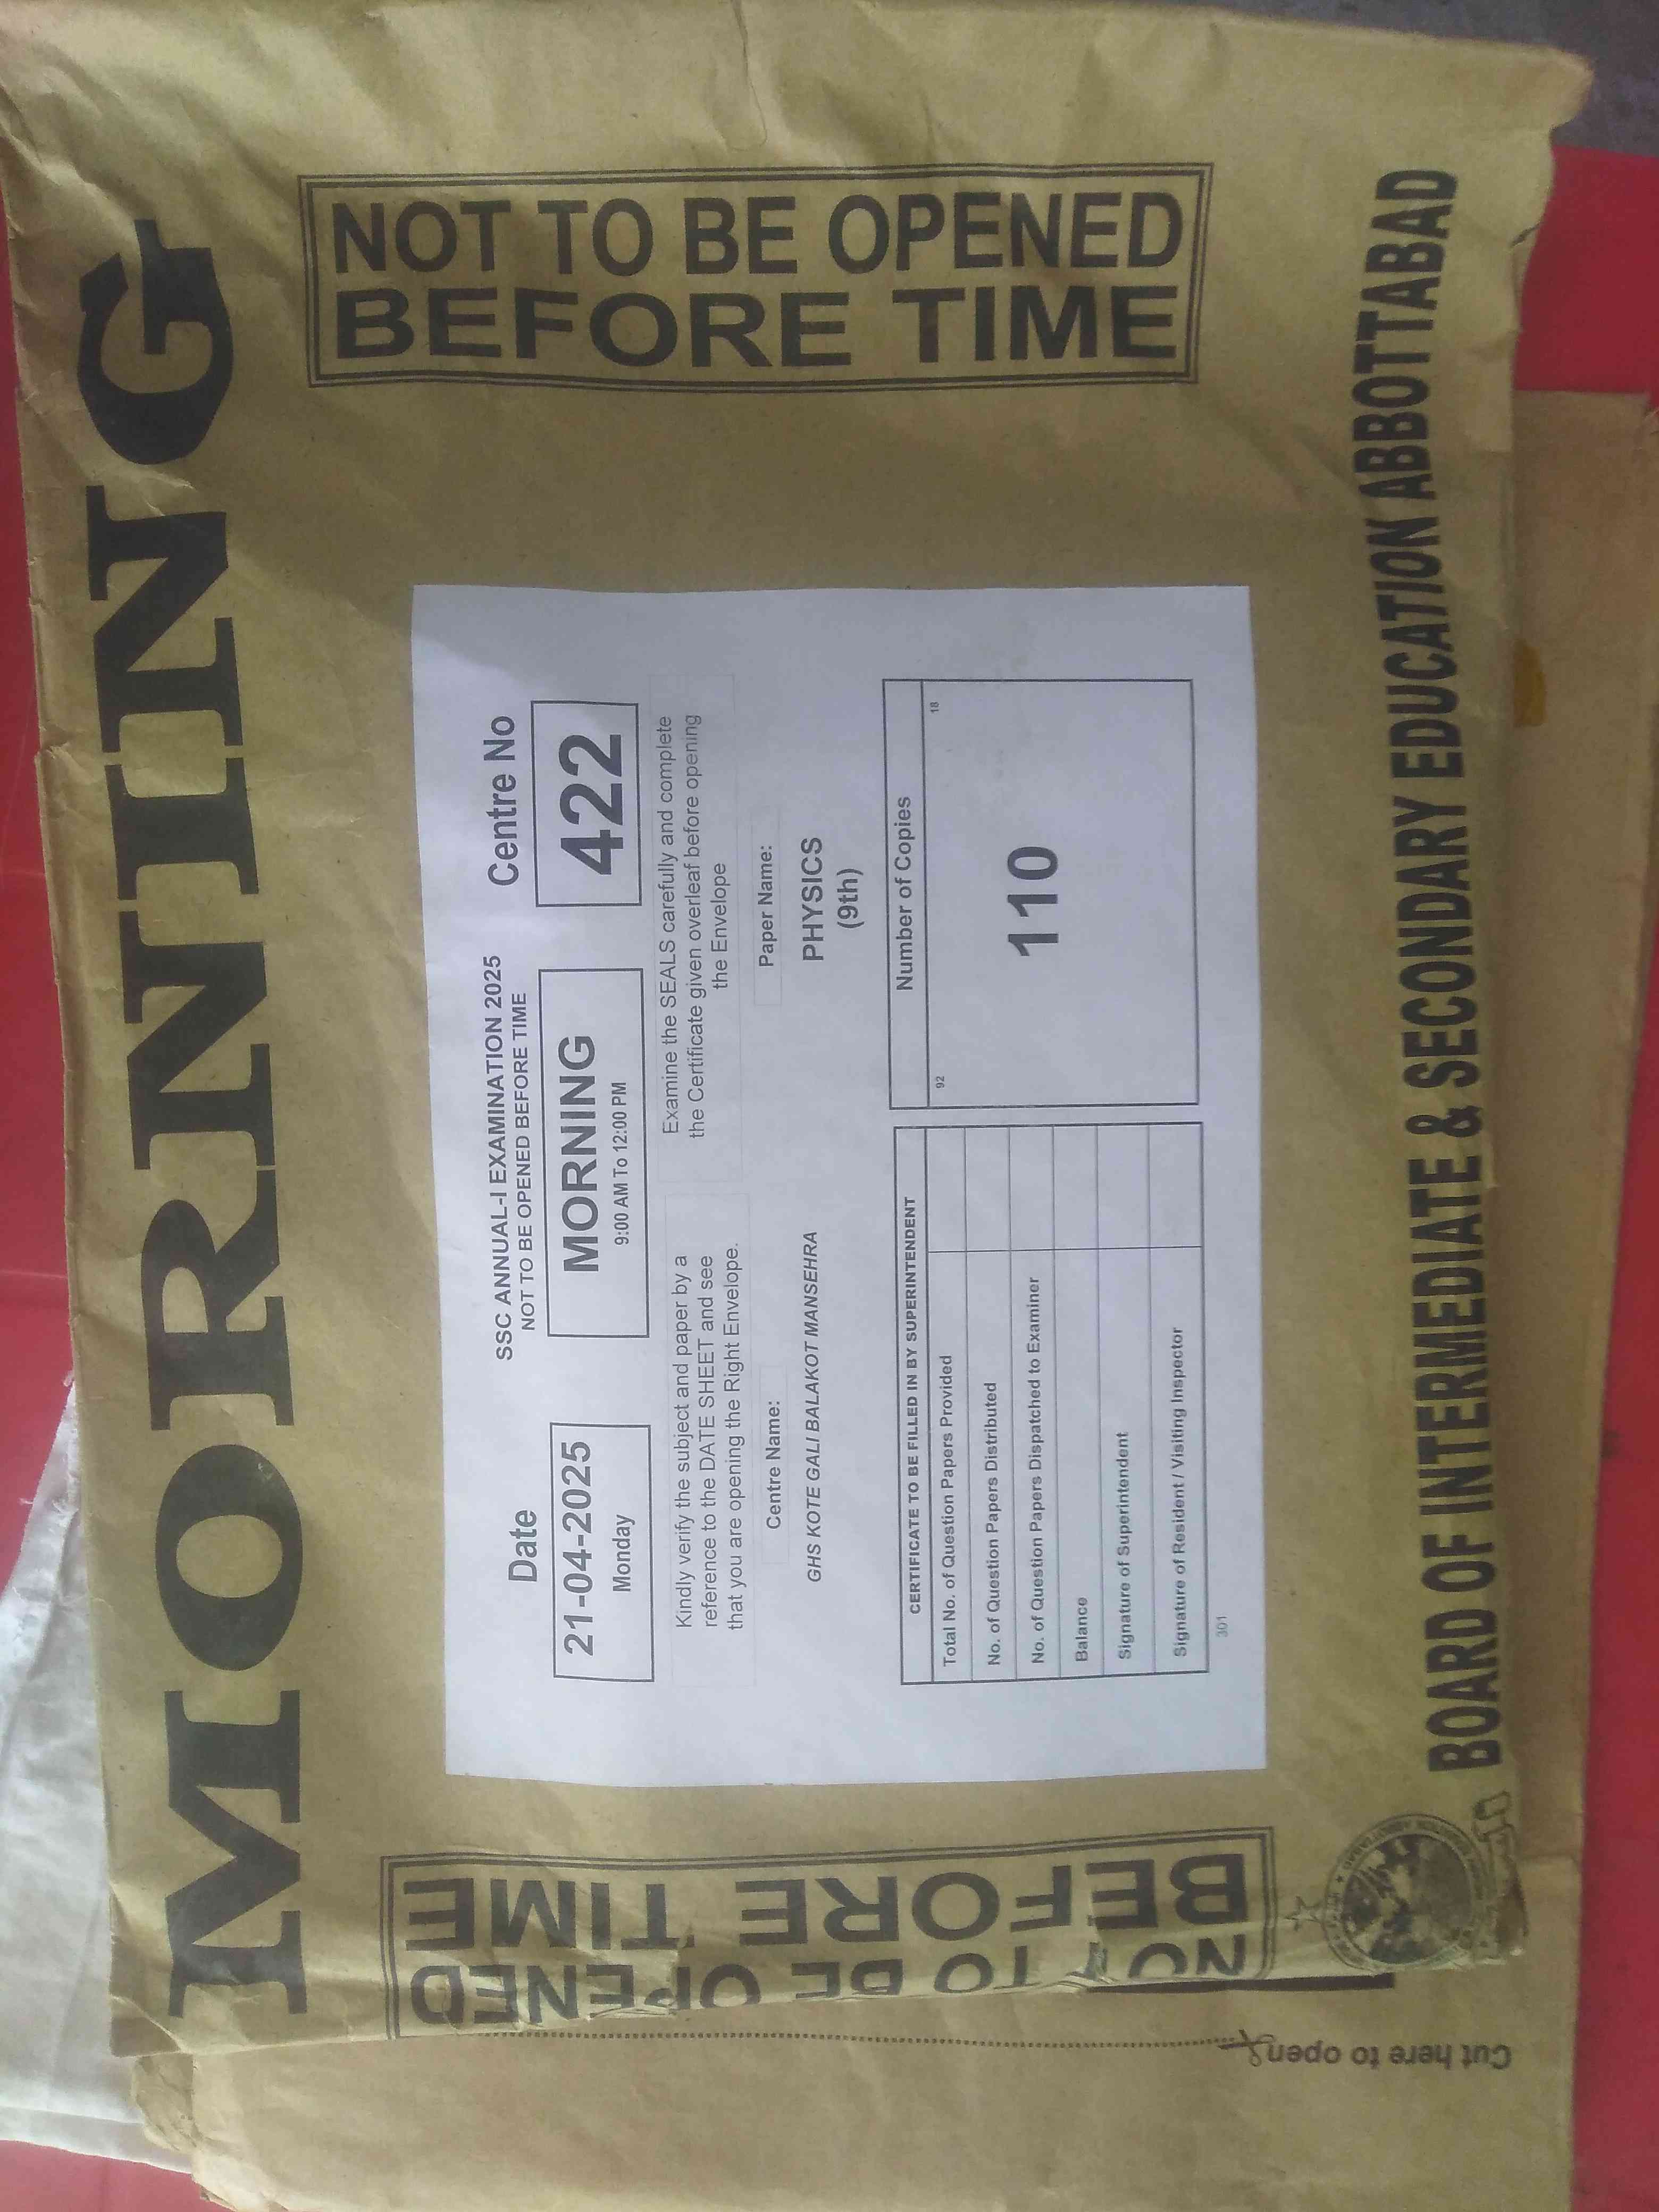 MORNING
NOT TO BE OPENED
BEFORE TIME
SSC ANNUAL-I EXAMINATION 2025
NOT TO BE OPENED BEFORE TIME
Date
21-04-2025
Monday
MORNING
9:00 AM To 12:00 PM
Centre No
422
Kindly verify the subject and paper by a
reference to the DATE SHEET and see
that you are opening the Right Envelope.
Examine the SEALS carefully and complete
the Certificate given overleaf before opening
the Envelope
Centre Name:
GHS KOTE GALI BALAKOT MANSEHRA
Paper Name:
PHYSICS
(9th)
CERTIFICATE TO BE FILLED IN BY SUPERINTENDENT
Total No. of Question Papers Provided
No. of Question Papers Distributed
No. of Question Papers Dispatched to Examiner
Balance
Signature of Superintendent
Signature of Resident / Visiting Inspector
301
Number of Copies
92
18
110
NOT TO BE OPENED
BEFORE TIME
Cut here to open
BOARD OF INTERMEDIATE & SECONDARY EDUCATION ABBOTTABAD